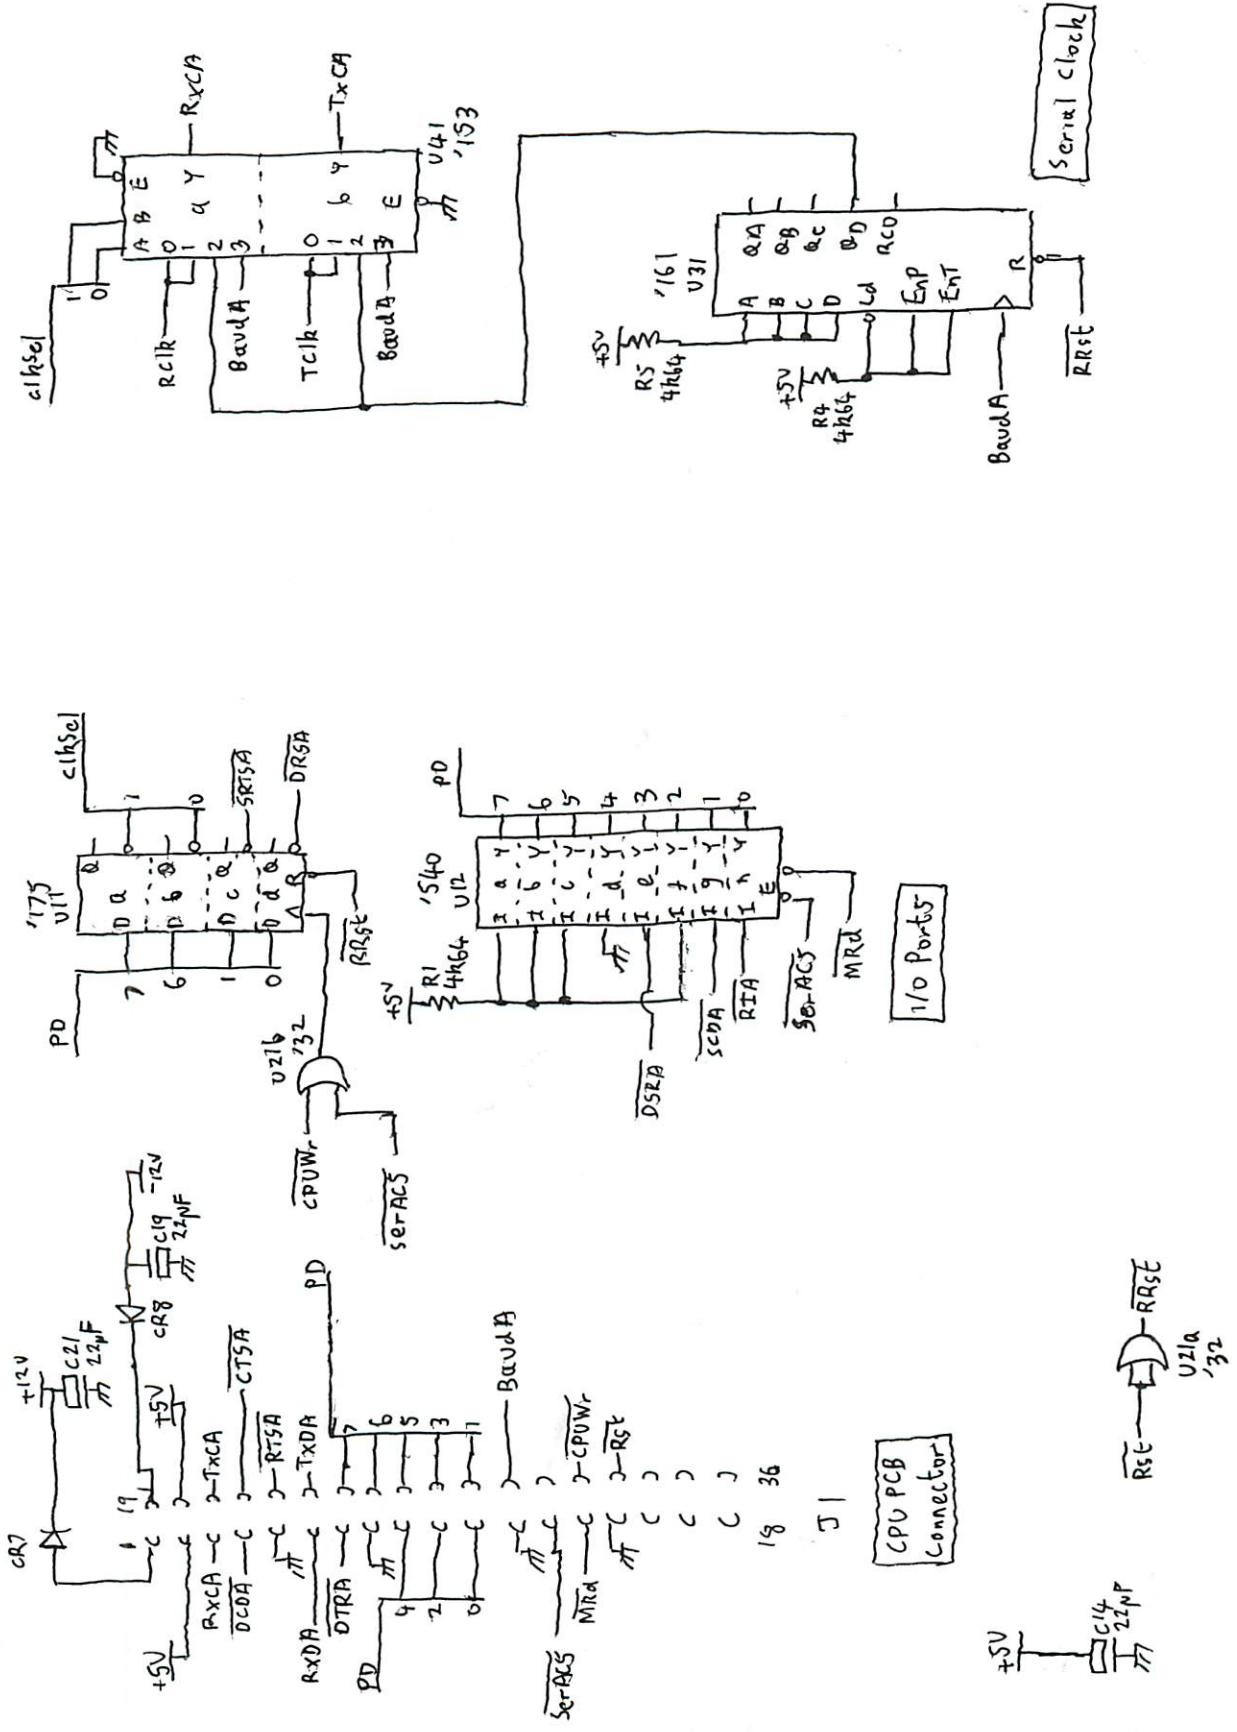 CR7
+12V
C21
22µF
CR8
C19
22µF
-12V
1
19
+5V
+5V
RxCA
TxCA
DCDA
CTSA
RTSA
RxDA
TxDA
DTRA
PD
PD
7
6
4
5
2
3
0
1
BaudA
SerACS
MRd
CPUWr
Rst
18
36
J1
CPU PCB
Connector
+5V
C14
22µF
Rst
RRst
U21a
'32
PD
7
6
1
0
'175
U11
D a Q
D b Q
D c Q
D d Q
R
ClkSel
1
0
SRTSA
DRSA
RRst
U21b
'32
CPUWr
SerACS
+5V
R1
4k64
'540
U12
I a Y
I b Y
I c Y
I d Y
I e Y
I f Y
I g Y
I h Y
E
PD
7
6
5
4
3
2
1
0
DSRA
SCDA
RIA
SerACS
MRd
I/O Ports
ClkSel
1
0
A B E
RClk
0
1
2
3
a Y
RxCA
BaudA
TClk
0
1
2
3
b Y
TxCA
BaudA
E
U41
'153
+5V
R5
4k64
'161
U31
A QA
B QB
C QC
D QD
Ld RCO
EnP
EnT
R
+5V
R4
4k64
BaudA
RRst
Serial Clock